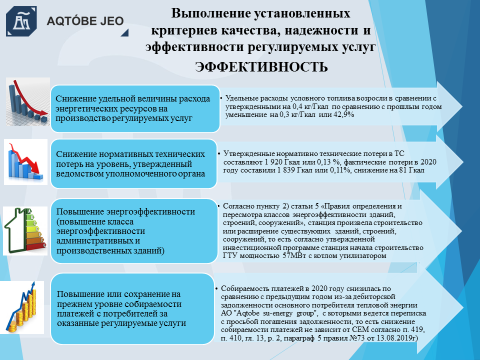 AQTÓBE JEO
Выполнение установленных
критериев качества, надежности и
эффективности регулируемых услуг
ЭФФЕКТИВНОСТЬ
Снижение удельной величины расхода
энергетических ресурсов на
производство регулируемых услуг
• Удельные расходы условного топлива возросли в сравнении с
утвержденными на 0,4 кг/Гкал по сравнению с прошлым годом
уменьшение на 0,3 кг/Гкал или 42,9%
Снижение нормативных технических
потерь на уровень, утвержденный
ведомством уполномоченного органа
• Утвержденные нормативно технические потери в ТС
составляют 1 920 Гкал или 0,13 %, фактические потери в 2020
году составили 1 839 Гкал или 0,11%, снижение на 81 Гкал
Повышение энергоэффективности
(повышение класса
энергоэффективности
административных и
производственных зданий)
• Согласно пункту 2) статьи 5 «Правил определения и
пересмотра классов энергоэффективности зданий,
строений, сооружений», станция произвела строительство
или расширение существующих зданий, строений,
сооружений, то есть согласно утвержденной
инвестиционной программе станция начала строительство
ГТУ мощностью 57МВт с котлом утилизатором
Повышение или сохранение на
прежнем уровне собираемости
платежей с потребителей за
оказанные регулируемые услуги
• Собираемость платежей в 2020 году снизилась по
сравнению с предыдущим годом из-за дебиторской
задолженности основного потребителя тепловой энергии
АО "Aqtobe su-energy group", с которыми ведется переписка
с просьбой погашения задолженности, то есть снижение
собираемости платежей не зависит от СЕМ согласно п. 419,
п. 410, гл. 13, р. 2, параграф 5 правил №73 от 13.08.2019г)